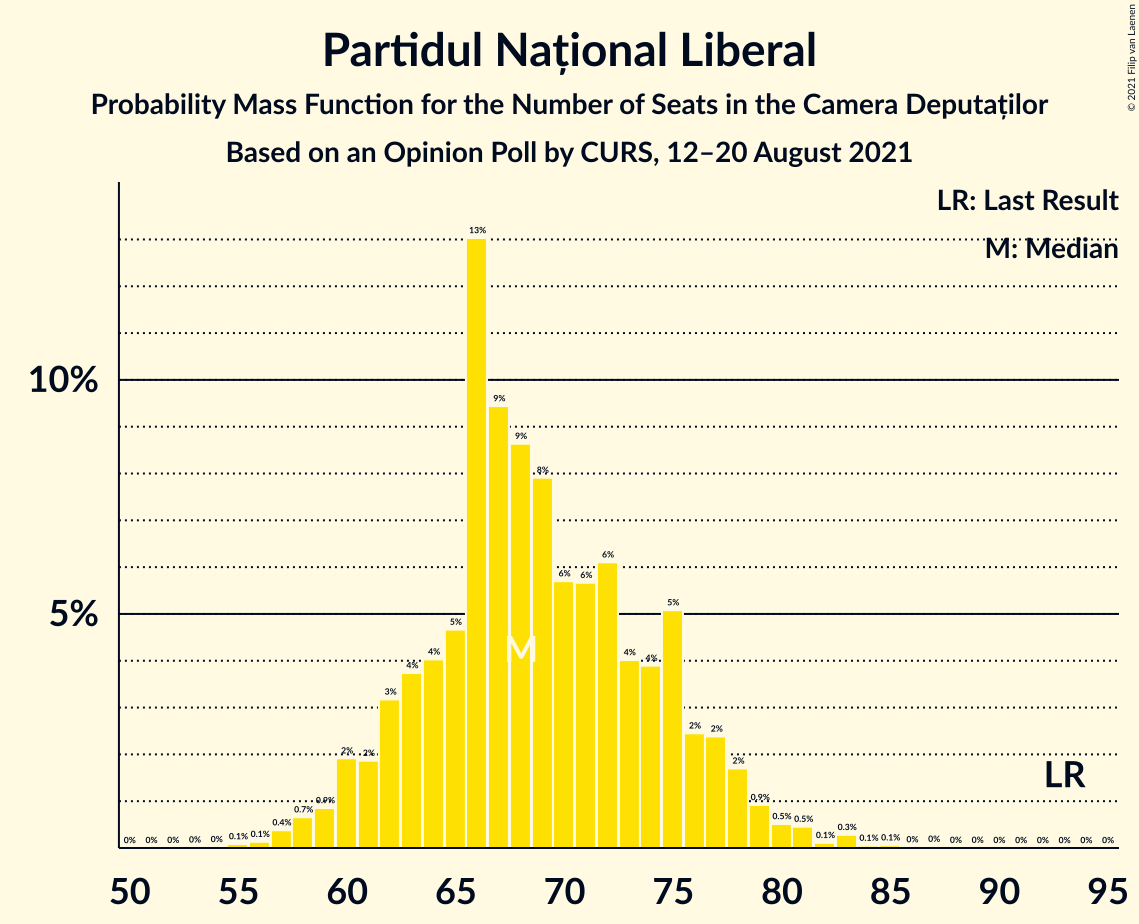 Partidul Național Liberal
Probability Mass Function for the Number of Seats in the Camera Deputaților
Based on an Opinion Poll by CURS, 12–20 August 2021
© 2021 Filip van Laenen
LR: Last Result
M: Median
10%
5%
0% 0% 0% 0% 0% 0.1% 0.1% 0.4% 0.7% 0.9% 2% 2% 3% 4% 4% 5% 13% 9% 9% 8% 6% 6% 6% 4% 4% 5% 2% 2% 2% 0.9% 0.5% 0.5% 0.1% 0.3% 0.1% 0.1% 0% 0% 0% 0% 0% 0% 0% 0% 0% 0%
M
LR
50 55 60 65 70 75 80 85 90 95